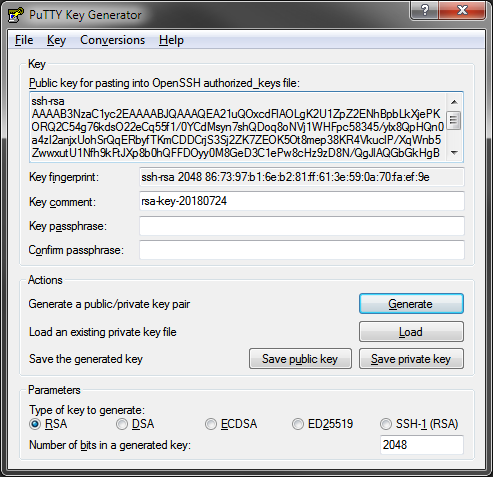 PuTTY Key Generator
File Key Conversions Help
Key
Public key for pasting into OpenSSH authorized_keys file:
ssh-rsa
AAAAB3NzaC1yc2EAAAABJQAAAQEA21uQOxcdFlAOLgK2U1ZpZ2ENhBpbLkXjePK
ORQ2C54g76kdsO22eCq55f1/0YCdMsyn7shQDoq8oNVj1WHFpc58345/ylx8QpHQn0
a4zl2anjxUohSrQqERbyfTKmCDDCrjS3Sj2ZK7ZEOK5Ot8mep38KR4VkucIP/XqWnb5
ZwwxutU1Nfh9kFtJXp8b0hQFFDOyy0M8GeD3C1ePw8cHz9zD8N/QgJlAQGbGkHgB
Key fingerprint: ssh-rsa 2048 86:73:97:b1:6e:b2:81:ff:61:3e:59:0a:70:fa:ef:9e
Key comment: rsa-key-20180724
Key passphrase:
Confirm passphrase:
Actions
Generate a public/private key pair Generate
Load an existing private key file Load
Save the generated key Save public key Save private key
Parameters
Type of key to generate:
RSA DSA ECDSA ED25519 SSH-1 (RSA)
Number of bits in a generated key: 2048